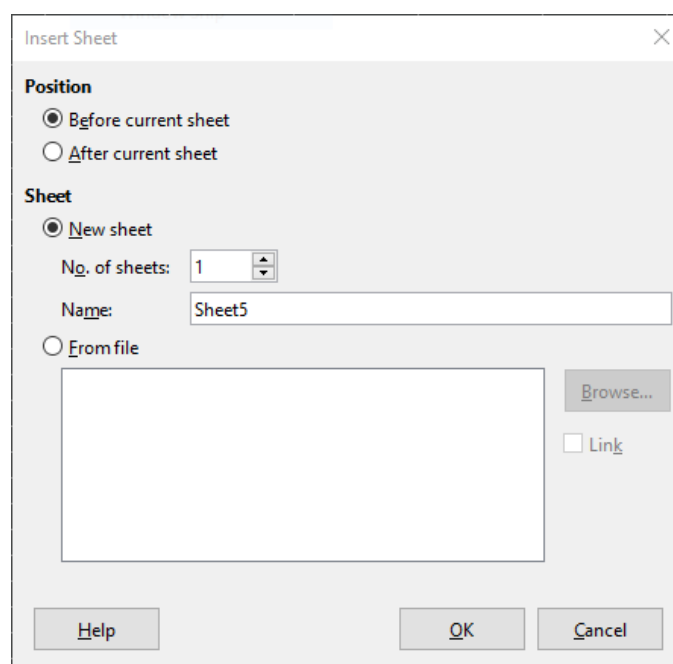 Insert Sheet
Position
Before current sheet
After current sheet
Sheet
New sheet
No. of sheets: 1
Name: Sheet5
From file
Browse...
Link
Help OK Cancel